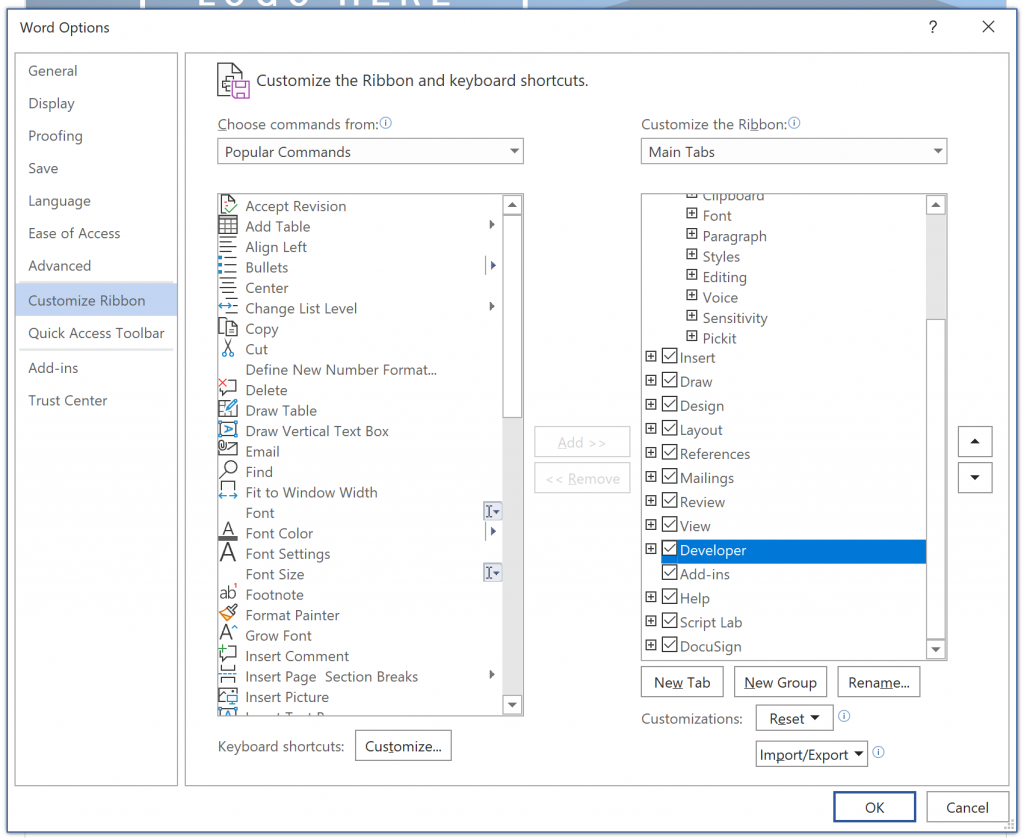 LOGO HERE
Word Options
?
General
Display
Proofing
Save
Language
Ease of Access
Advanced
Customize Ribbon
Quick Access Toolbar
Add-ins
Trust Center
Customize the Ribbon and keyboard shortcuts.
Choose commands from:
Popular Commands
Accept Revision
Add Table
Align Left
Bullets
Center
Change List Level
Copy
Cut
Define New Number Format...
Delete
Draw Table
Draw Vertical Text Box
Email
Find
Fit to Window Width
Font
Font Color
Font Settings
Font Size
Footnote
Format Painter
Grow Font
Insert Comment
Insert Page  Section Breaks
Insert Picture
Keyboard shortcuts: Customize...
Add >>
<< Remove
Customize the Ribbon:
Main Tabs
Clipboard
Font
Paragraph
Styles
Editing
Voice
Sensitivity
Pickit
Insert
Draw
Design
Layout
References
Mailings
Review
View
Developer
Add-ins
Help
Script Lab
DocuSign
New Tab New Group Rename...
Customizations: Reset
Import/Export
OK Cancel